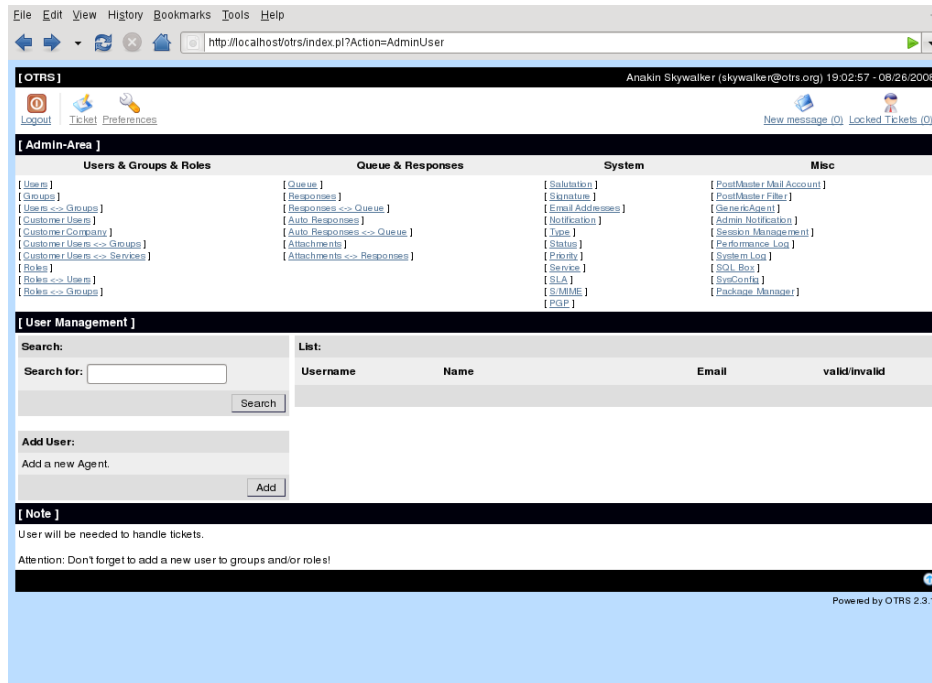 File Edit View History Bookmarks Tools Help
http://localhost/otrs/index.pl?Action=AdminUser
[ OTRS ] Anakin Skywalker (skywalker@otrs.org) 19:02:57 - 08/26/2008
Logout Ticket Preferences New message (0) Locked Tickets (0)
[ Admin-Area ]
Users & Groups & Roles Queue & Responses System Misc
[ Users ] [ Queue ] [ Salutation ] [ PostMaster Mail Account ]
[ Groups ] [ Responses ] [ Signature ] [ PostMaster Filter ]
[ Users <-> Groups ] [ Responses <-> Queue ] [ Email Addresses ] [ GenericAgent ]
[ Customer Users ] [ Auto Responses ] [ Notification ] [ Admin Notification ]
[ Customer Company ] [ Auto Responses <-> Queue ] [ Type ] [ Session Management ]
[ Customer Users <-> Groups ] [ Attachments ] [ Status ] [ Performance Log ]
[ Customer Users <-> Services ] [ Attachments <-> Responses ] [ Priority ] [ System Log ]
[ Roles ] [ Service ] [ SQL Box ]
[ Roles <-> Users ] [ SLA ] [ SysConfig ]
[ Roles <-> Groups ] [ S/MIME ] [ Package Manager ]
[ PGP ]
[ User Management ]
Search: List:
Search for: Username Name Email valid/invalid
Search
Add User:
Add a new Agent.
Add
[ Note ]
User will be needed to handle tickets.
Attention: Don't forget to add a new user to groups and/or roles!
Powered by OTRS 2.3.